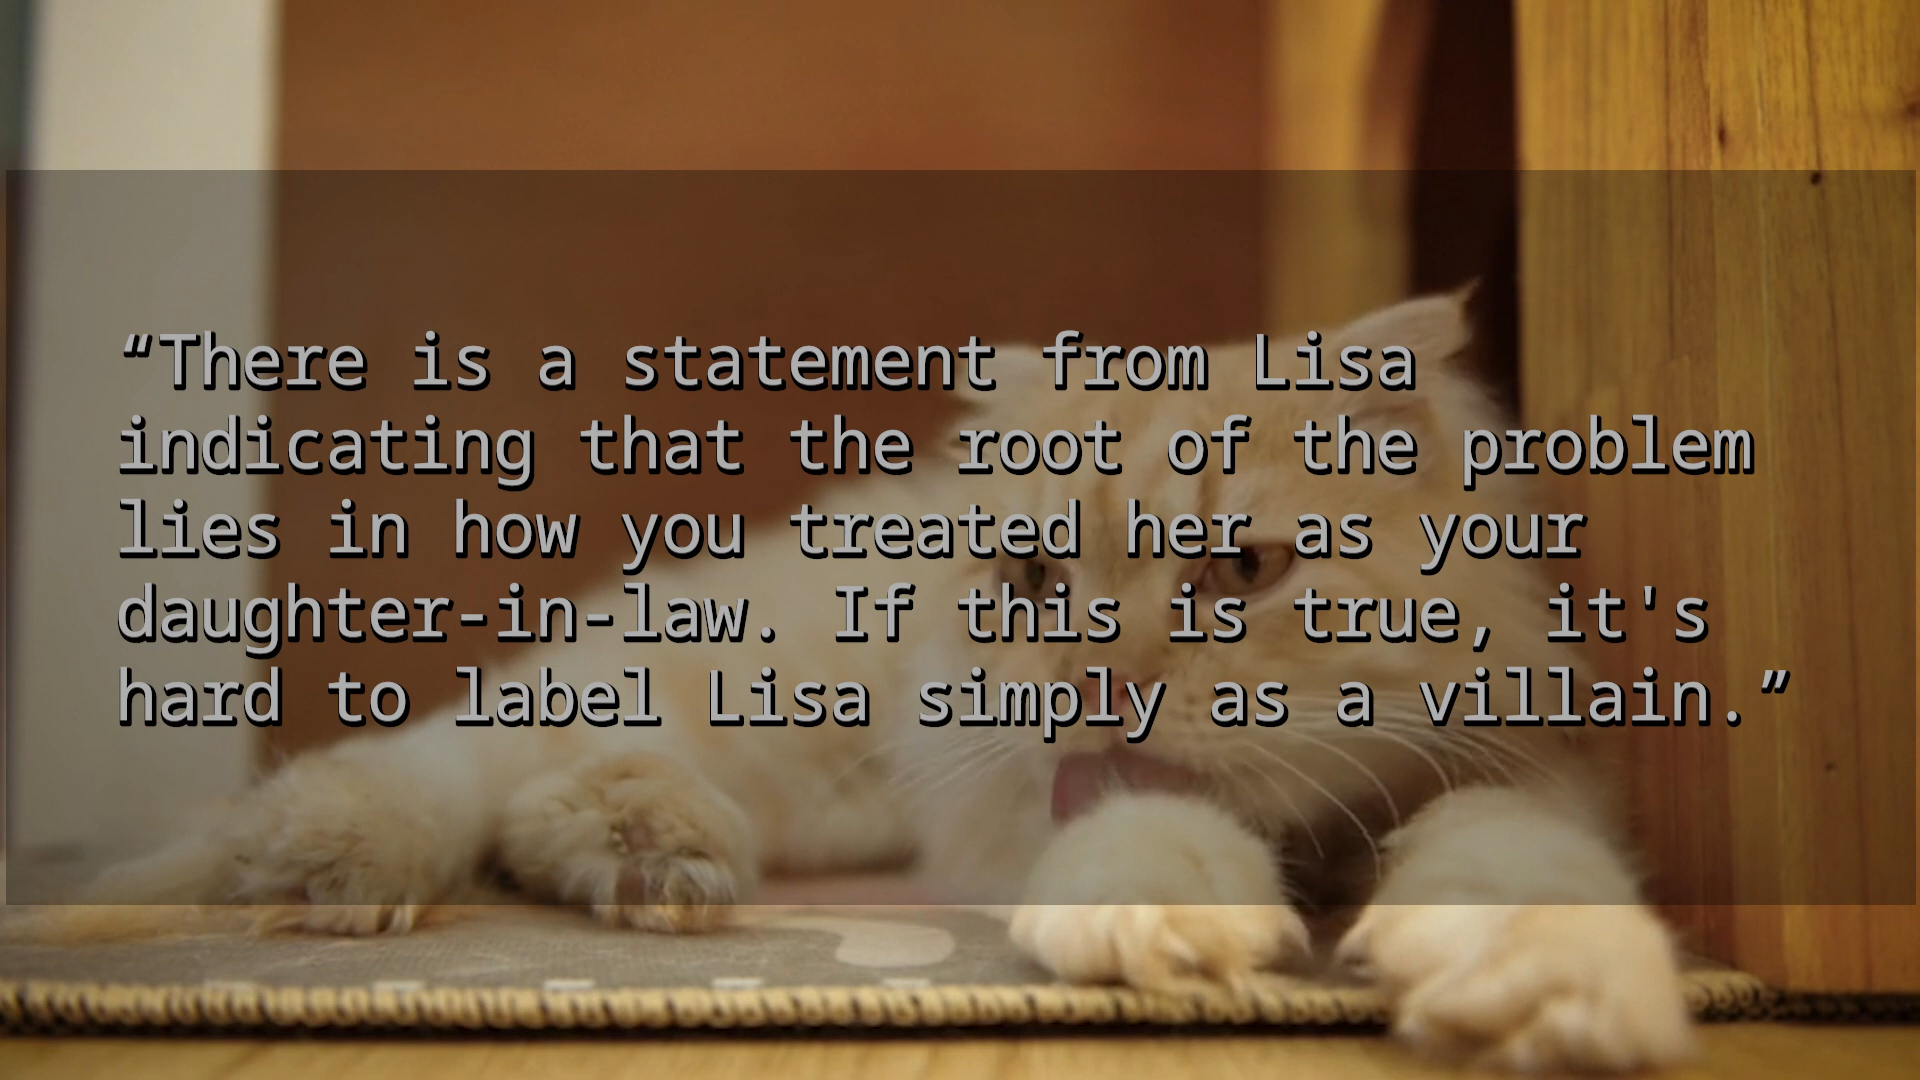 “There is a statement from Lisa
indicating that the root of the problem
lies in how you treated her as your
daughter-in-law. If this is true, it's
hard to label Lisa simply as a villain.”